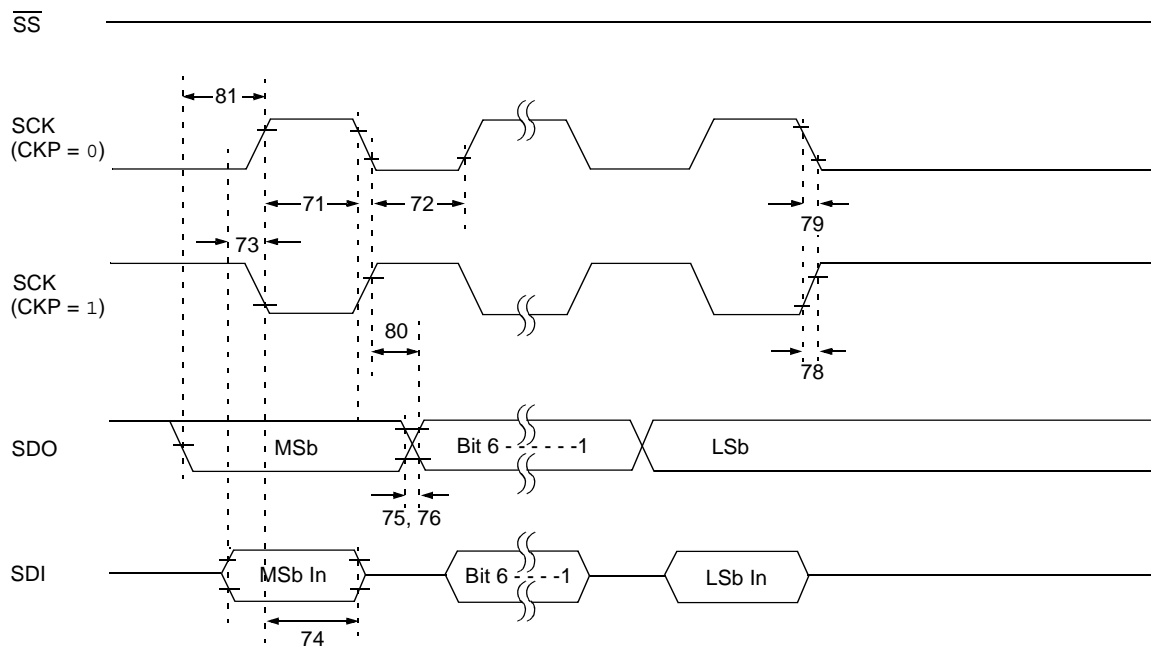 SS
81
SCK
(CKP = 0)
71
72
79
73
SCK
(CKP = 1)
80
78
SDO
MSb
Bit 6 - - - - - -1
LSb
75, 76
SDI
MSb In
Bit 6 - - - -1
LSb In
74